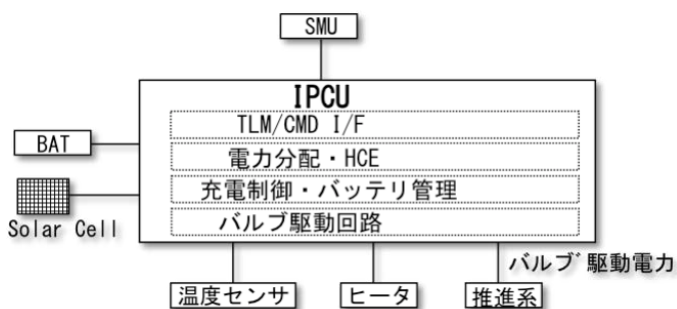 SMU
IPCU
TLM/CMD I/F
電力分配・HCE
充電制御・バッテリ管理
バルブ駆動回路
BAT
Solar Cell
バルブ駆動電力
温度センサ
ヒータ
推進系